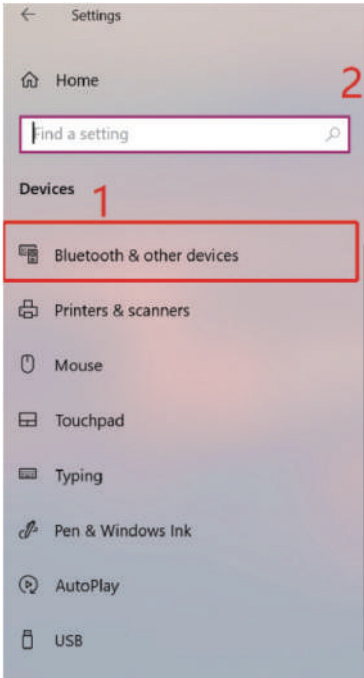 Settings
Home
2
Find a setting
Devices
1
Bluetooth & other devices
Printers & scanners
Mouse
Touchpad
Typing
Pen & Windows Ink
AutoPlay
USB